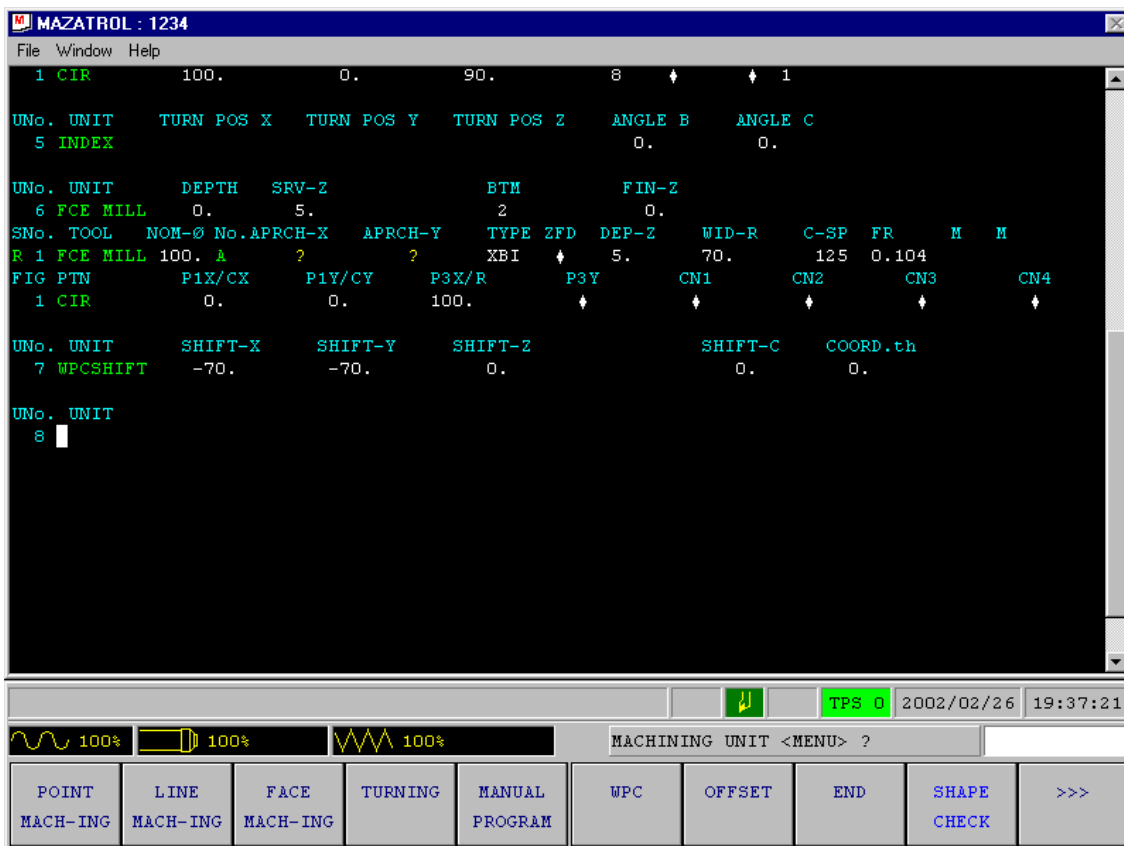 MAZATROL : 1234
File Window Help
1 CIR 100. 0. 90. 8 ♦ ♦ 1
UNo. UNIT TURN POS X TURN POS Y TURN POS Z ANGLE B ANGLE C
5 INDEX 0. 0.
UNo. UNIT DEPTH SRV-Z BTM FIN-Z
6 FCE MILL 0. 5. 2 0.
SNo. TOOL NOM-Ø No. APRCH-X APRCH-Y TYPE ZFD DEP-Z WID-R C-SP FR M M
R 1 FCE MILL 100. A ? ? XBI ♦ 5. 70. 125 0.104
FIG PTN P1X/CX P1Y/CY P3X/R P3Y CN1 CN2 CN3 CN4
1 CIR 0. 0. 100. ♦ ♦ ♦ ♦ ♦
UNo. UNIT SHIFT-X SHIFT-Y SHIFT-Z SHIFT-C COORD.th
7 WPCSHIFT -70. -70. 0. 0. 0.
UNo. UNIT
8
TPS 0 2002/02/26 19:37:21
100% 100% 100% MACHINING UNIT <MENU> ?
POINT MACH-ING LINE MACH-ING FACE MACH-ING TURNING MANUAL PROGRAM WPC OFFSET END SHAPE CHECK >>>